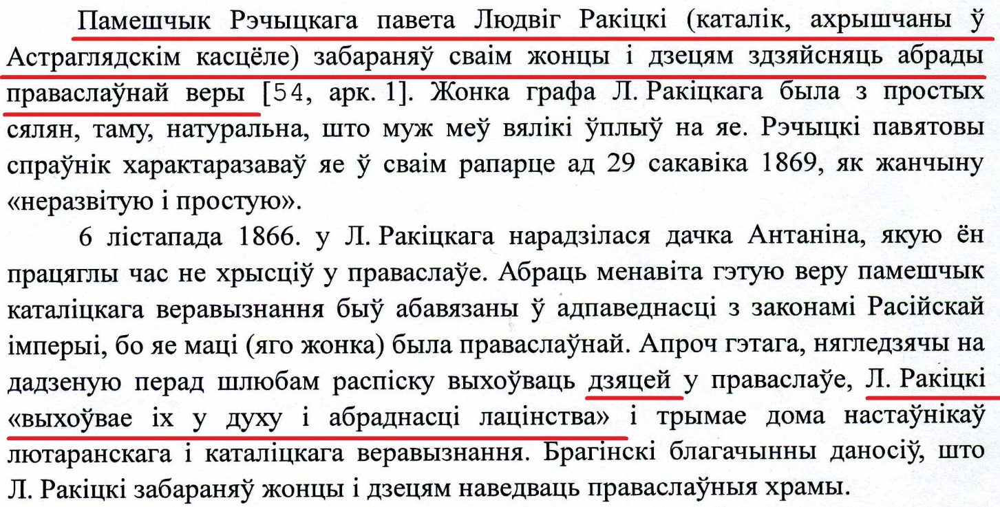 Памешчык Рэчыцкага павета Людвіг Ракіцкі (каталік, ахрышчаны ў
Астраглядскім касцёле) забараняў сваім жонцы і дзецям здзяйсняць абрады
праваслаўнай веры [54, арк. 1]. Жонка графа Л. Ракіцкага была з простых
сялян, таму, натуральна, што муж меў вялікі ўплыў на яе. Рэчыцкі павятовы
спраўнік характаразаваў яе ў сваім рапарце ад 29 сакавіка 1869, як жанчыну
«неразвітую і простую».
6 лістапада 1866. у Л. Ракіцкага нарадзілася дачка Антаніна, якую ён
працяглы час не хрысціў у праваслаўе. Абраць менавіта гэтую веру памешчык
каталіцкага веравызнання быў абавязаны ў адпаведнасці з законамі Расійскай
імперыі, бо яе маці (яго жонка) была праваслаўнай. Апроч гэтага, нягледзячы на
дадзеную перад шлюбам распіску выхоўваць дзяцей у праваслаўе, Л. Ракіцкі
«выхоўвае іх у духу і абраднасці лацінства» і трымае дома настаўнікаў
лютаранскага і каталіцкага веравызнання. Брагінскі благачынны даносіў, што
Л. Ракіцкі забараняў жонцы і дзецям наведваць праваслаўныя храмы.